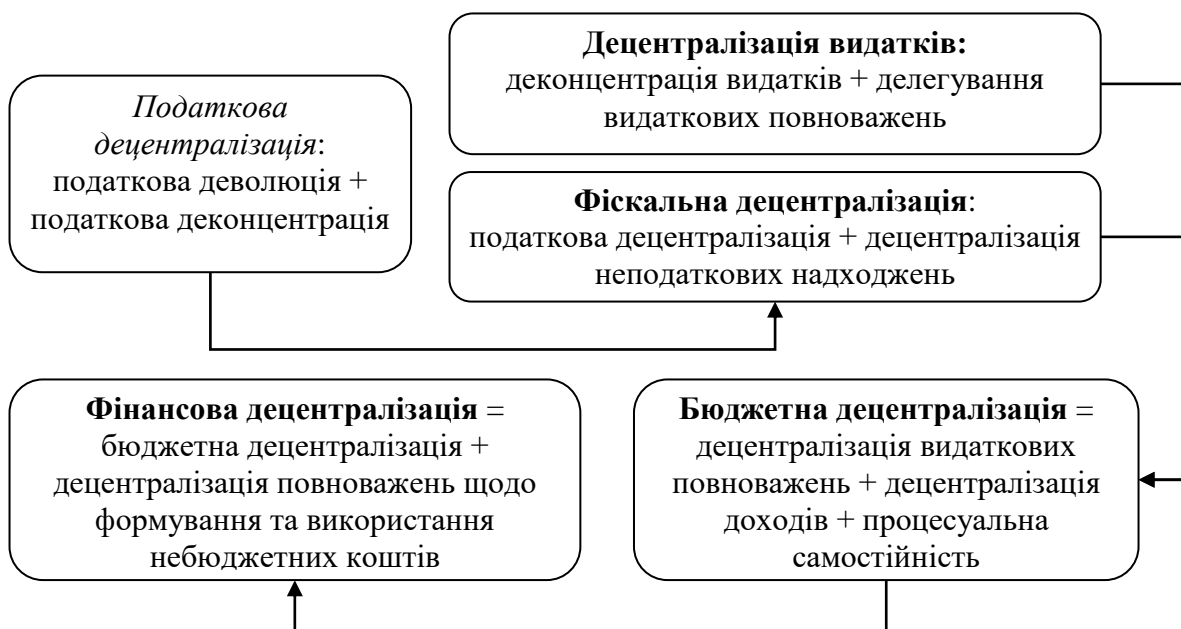 Децентралізація видатків:
деконцентрація видатків + делегування
видаткових повноважень
Податкова
децентралізація:
податкова деволюція +
податкова деконцентрація
Фіскальна децентралізація:
податкова децентралізація + децентралізація
неподаткових надходжень
Фінансова децентралізація =
бюджетна децентралізація +
децентралізація повноважень щодо
формування та використання
небюджетних коштів
Бюджетна децентралізація =
децентралізація видаткових
повноважень + децентралізація
доходів + процесуальна
самостійність